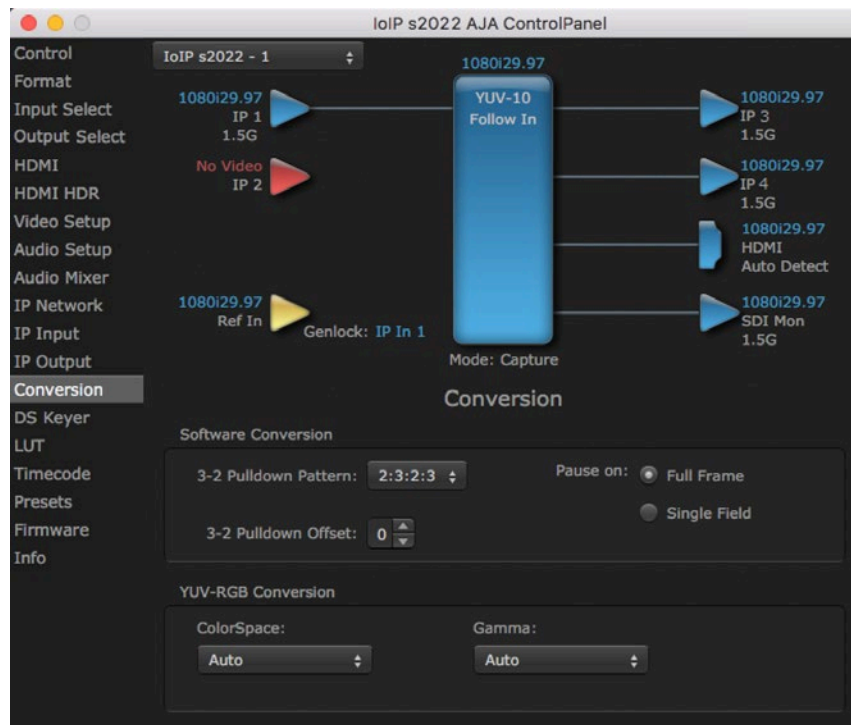 IoIP s2022 AJA ControlPanel
Control
Format
Input Select
Output Select
HDMI
HDMI HDR
Video Setup
Audio Setup
Audio Mixer
IP Network
IP Input
IP Output
Conversion
DS Keyer
LUT
Timecode
Presets
Firmware
Info
IoIP s2022 - 1
1080i29.97
IP 1
1.5G
No Video
IP 2
1080i29.97
Ref In
Genlock: IP In 1
1080i29.97
YUV-10
Follow In
Mode: Capture
1080i29.97
IP 3
1.5G
1080i29.97
IP 4
1.5G
1080i29.97
HDMI
Auto Detect
1080i29.97
SDI Mon
1.5G
Conversion
Software Conversion
3-2 Pulldown Pattern: 2:3:2:3
Pause on: Full Frame
Single Field
3-2 Pulldown Offset: 0
YUV-RGB Conversion
ColorSpace:
Auto
Gamma:
Auto